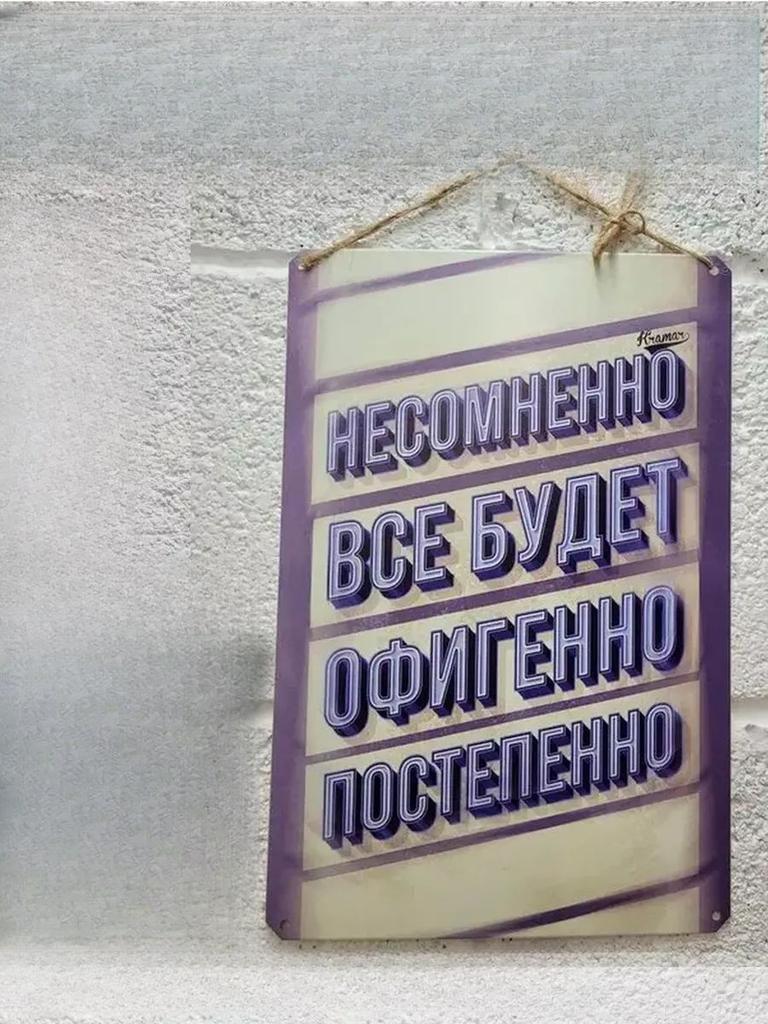 Kramar
НЕСОМНЕННО
ВСЕ БУДЕТ
ОФИГЕННО
ПОСТЕПЕННО